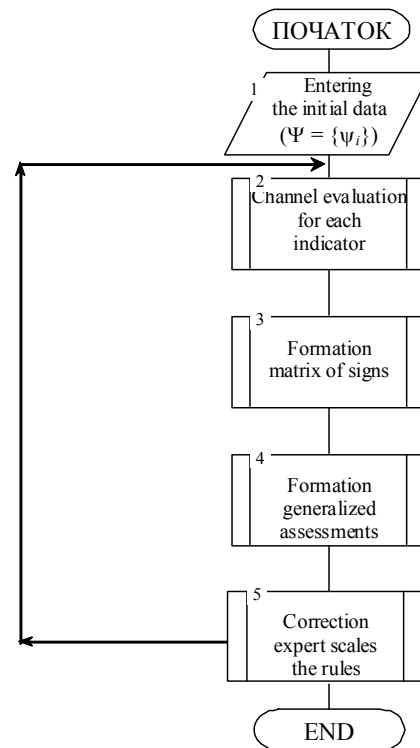 ПОЧАТОК
1
Entering
the initial data
(Ψ = {ψi})
2
Channel evaluation
for each
indicator
3
Formation
matrix of signs
4
Formation
generalized
assessments
5
Correction
expert scales
the rules
END